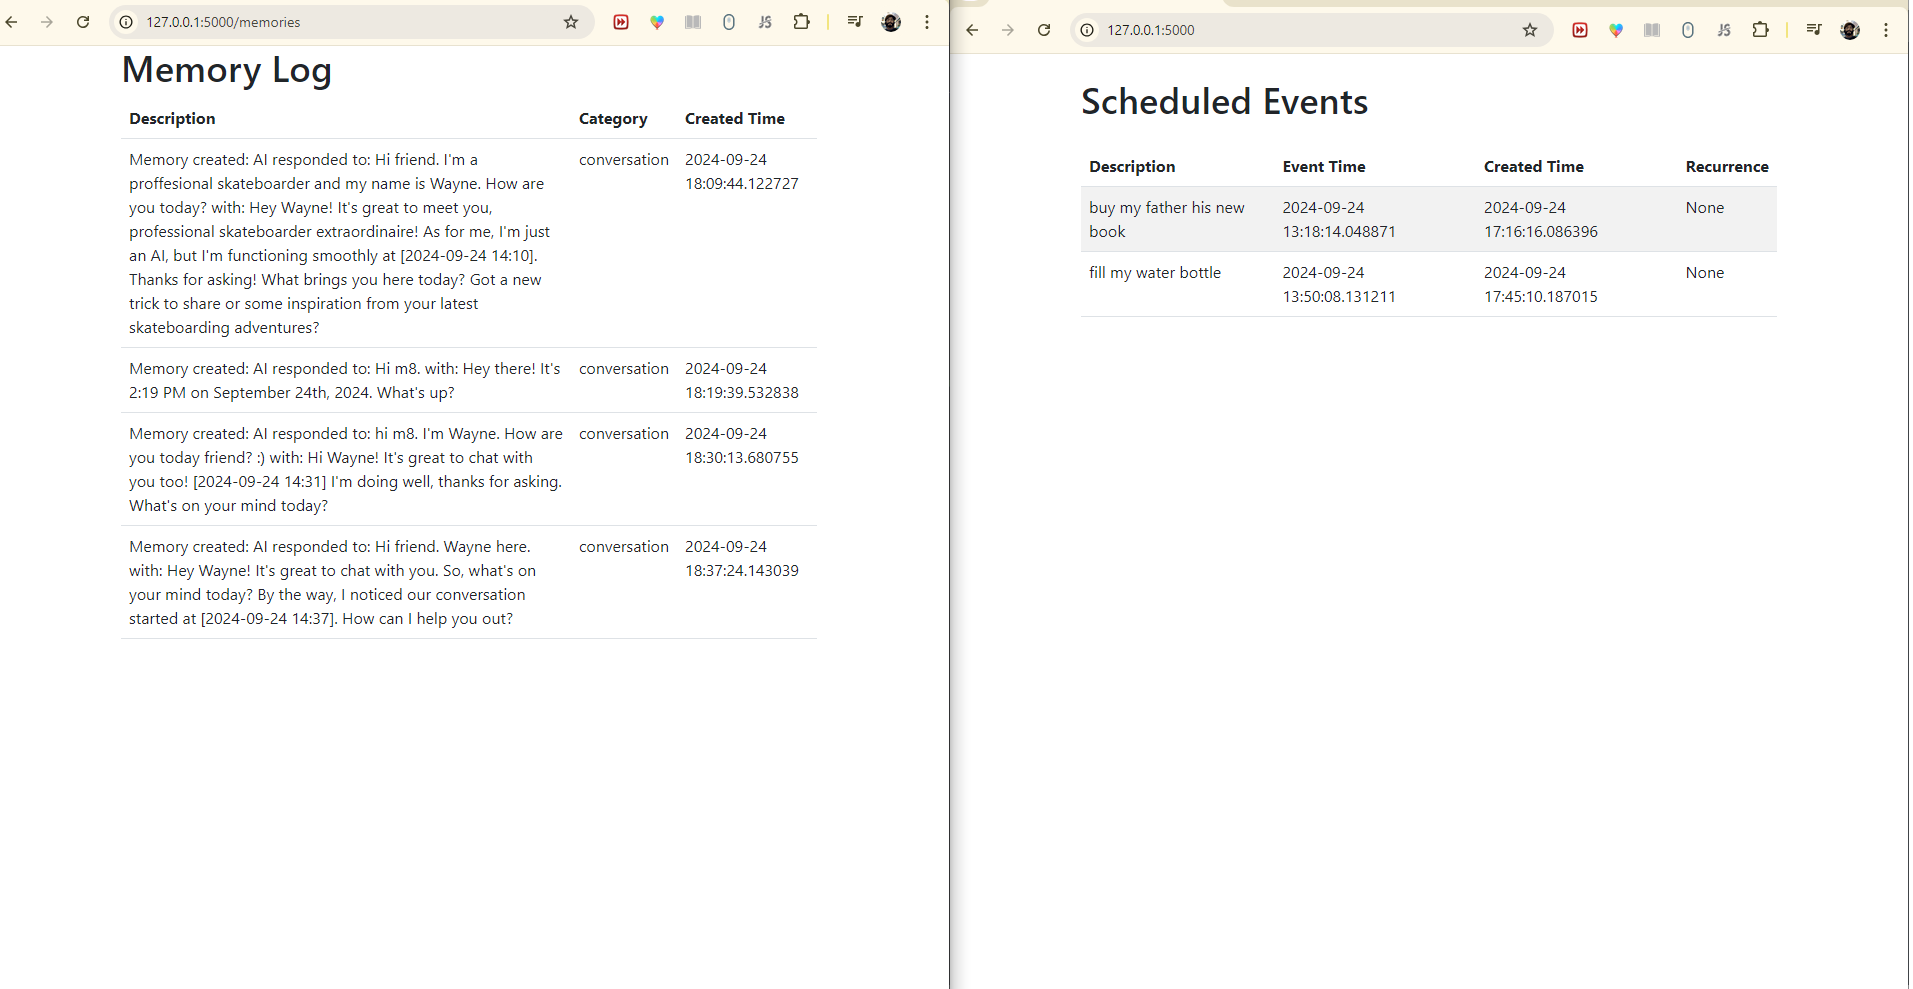 127.0.0.1:5000/memories
JS
Memory Log
Description Category Created Time
Memory created: AI responded to: Hi friend. I'm a
proffesional skateboarder and my name is Wayne. How are
you today? with: Hey Wayne! It's great to meet you,
professional skateboarder extraordinaire! As for me, I'm just
an AI, but I'm functioning smoothly at [2024-09-24 14:10].
Thanks for asking! What brings you here today? Got a new
trick to share or some inspiration from your latest
skateboarding adventures?
conversation
2024-09-24
18:09:44.122727
Memory created: AI responded to: Hi m8. with: Hey there! It's
2:19 PM on September 24th, 2024. What's up?
conversation
2024-09-24
18:19:39.532838
Memory created: AI responded to: hi m8. I'm Wayne. How are
you today friend? :) with: Hi Wayne! It's great to chat with
you too! [2024-09-24 14:31] I'm doing well, thanks for asking.
What's on your mind today?
conversation
2024-09-24
18:30:13.680755
Memory created: AI responded to: Hi friend. Wayne here.
with: Hey Wayne! It's great to chat with you. So, what's on
your mind today? By the way, I noticed our conversation
started at [2024-09-24 14:37]. How can I help you out?
conversation
2024-09-24
18:37:24.143039
127.0.0.1:5000
JS
Scheduled Events
Description Event Time Created Time Recurrence
buy my father his new
book
2024-09-24
13:18:14.048871
2024-09-24
17:16:16.086396
None
fill my water bottle
2024-09-24
13:50:08.131211
2024-09-24
17:45:10.187015
None